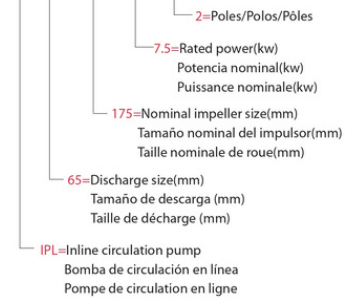 2=Poles/Polos/Pôles
7.5=Rated power(kw)
Potencia nominal(kw)
Puissance nominale(kw)
175=Nominal impeller size(mm)
Tamaño nominal del impulsor(mm)
Taille nominale de roue(mm)
65=Discharge size(mm)
Tamaño de descarga (mm)
Taille de décharge (mm)
IPL=Inline circulation pump
Bomba de circulación en línea
Pompe de circulation en ligne